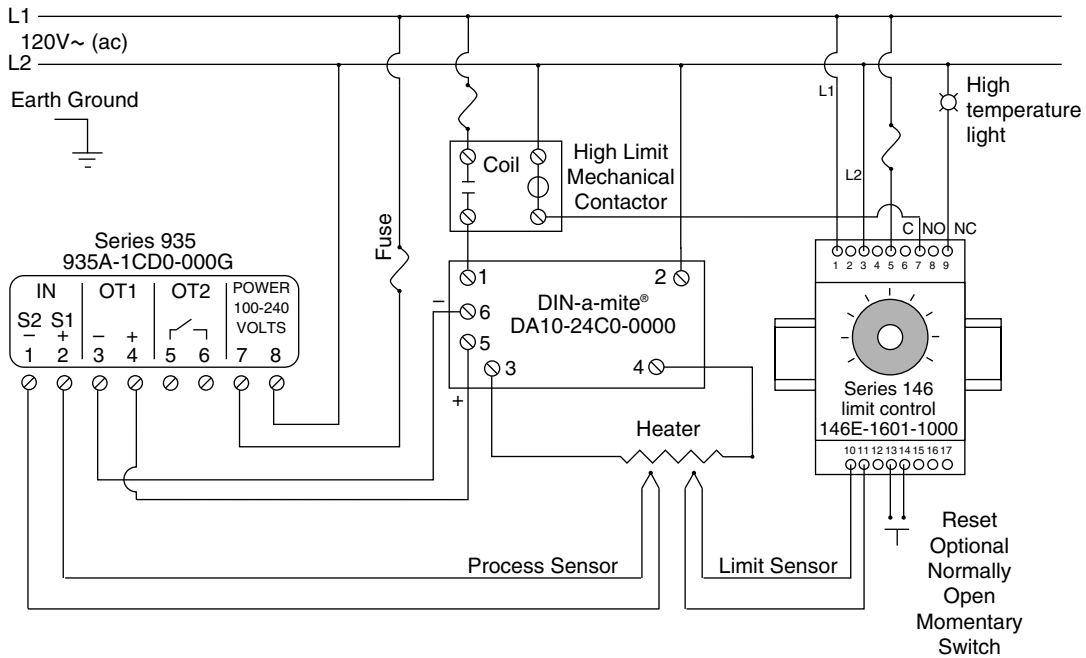 L1
120V~ (ac)
L2
Earth Ground
Fuse
Coil
High Limit
Mechanical
Contactor
L1
L2
High
temperature
light
C NO NC
1 2 3 4 5 6 7 8 9
Series 935
935A-1CD0-000G
IN OT1 OT2 POWER
100-240
VOLTS
S2 S1
– + – +
1 2 3 4 5 6 7 8
1 2
– 6
5
DIN-a-mite®
DA10-24C0-0000
3 4
+
Heater
Series 146
limit control
146E-1601-1000
10 11 12 13 14 15 16 17
Process Sensor
Limit Sensor
Reset
Optional
Normally
Open
Momentary
Switch